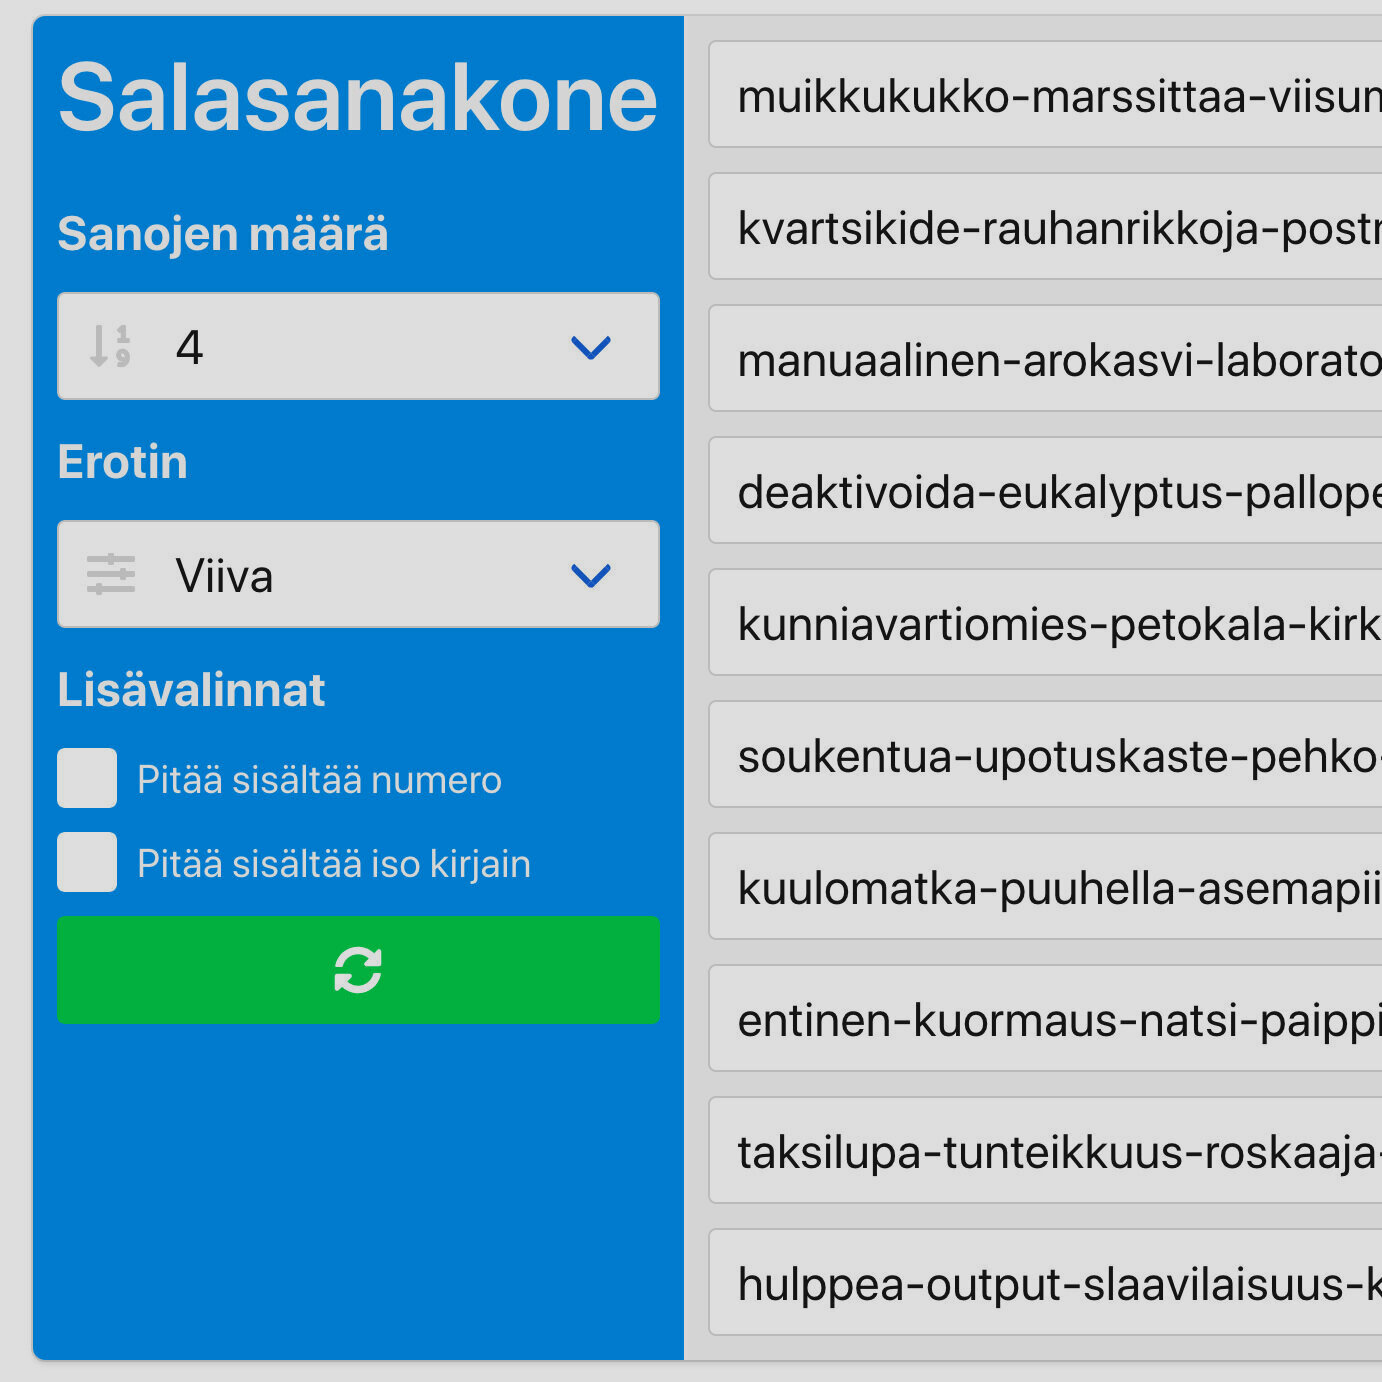 Salasanakone
Sanojen määrä
4
Erotin
Viiva
Lisävalinnat
Pitää sisältää numero
Pitää sisältää iso kirjain
muikkukukko-marssittaa-viisum
kvartsikide-rauhanrikkoja-postr
manuaalinen-arokasvi-laborato
deaktivoida-eukalyptus-pallope
kunniavartiomies-petokala-kirk
soukentua-upotuskaste-pehko-
kuulomatka-puuhella-asemapii
entinen-kuormaus-natsi-paippi
taksilupa-tunteikkuus-roskaaja-
hulppea-output-slaavilaisuus-k